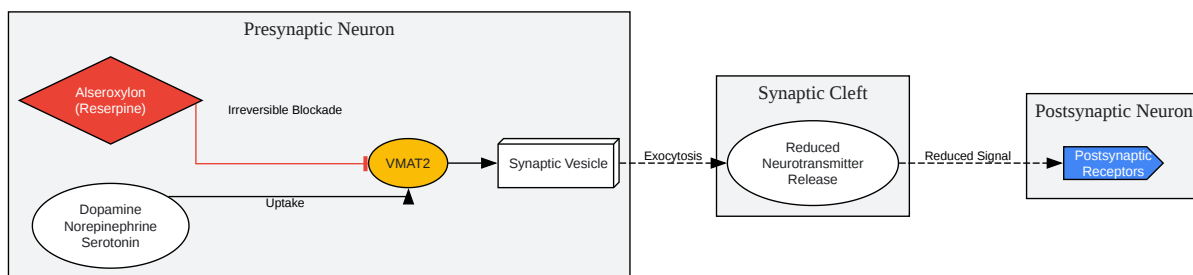 Presynaptic Neuron
Alseroxylon
(Reserpine)
Irreversible Blockade
VMAT2
Synaptic Vesicle
Dopamine
Norepinephrine
Serotonin
Uptake
Exocytosis
Synaptic Cleft
Reduced
Neurotransmitter
Release
Reduced Signal
Postsynaptic Neuron
Postsynaptic
Receptors